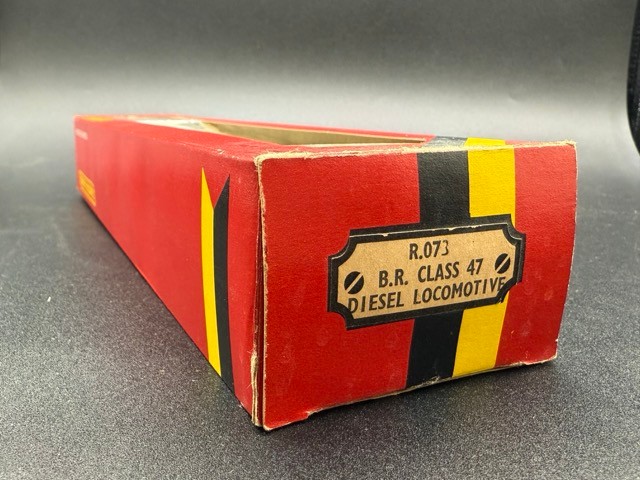 R.073
B.R. CLASS 47
DIESEL LOCOMOTIVE